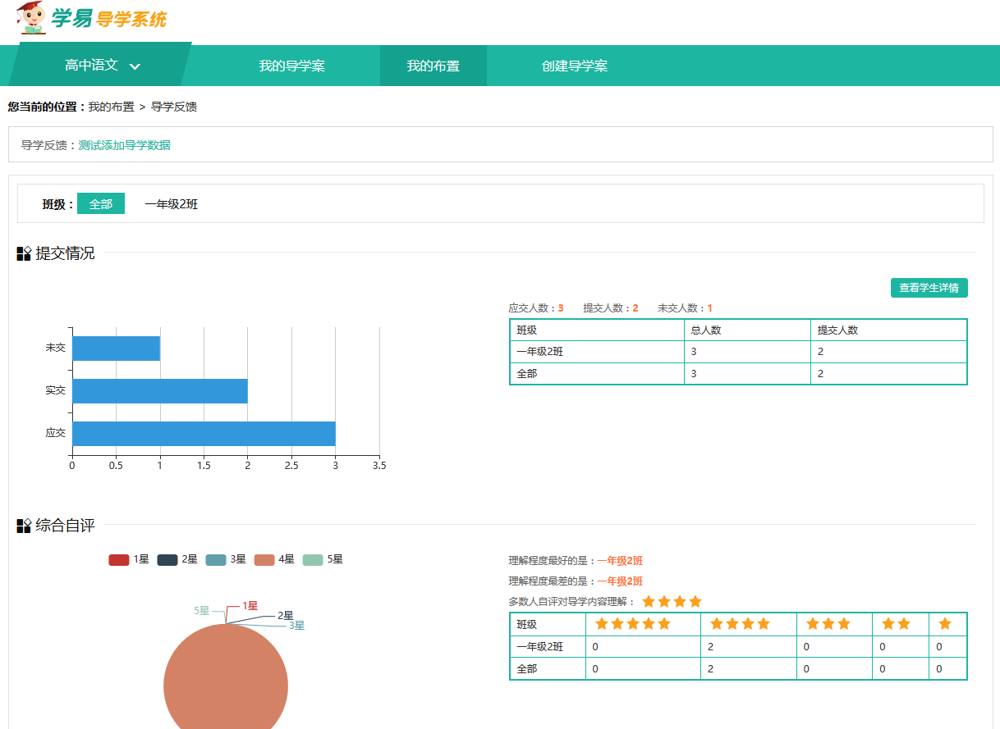 学易导学系统
高中语文 我的导学案 我的布置 创建导学案
您当前的位置：我的布置 > 导学反馈
导学反馈：测试添加导学数据
班级： 全部 一年级2班
提交情况
查看学生详情
应交人数：3 提交人数：2 未交人数：1
班级 总人数 提交人数
一年级2班 3 2
全部 3 2
未交
实交
应交
0 0.5 1 1.5 2 2.5 3 3.5
综合自评
1星 2星 3星 4星 5星
5星 1星
2星
3星
理解程度最好的是：一年级2班
理解程度最差的是：一年级2班
多数人自评对导学内容理解：
班级
一年级2班 0 2 0 0 0
全部 0 2 0 0 0